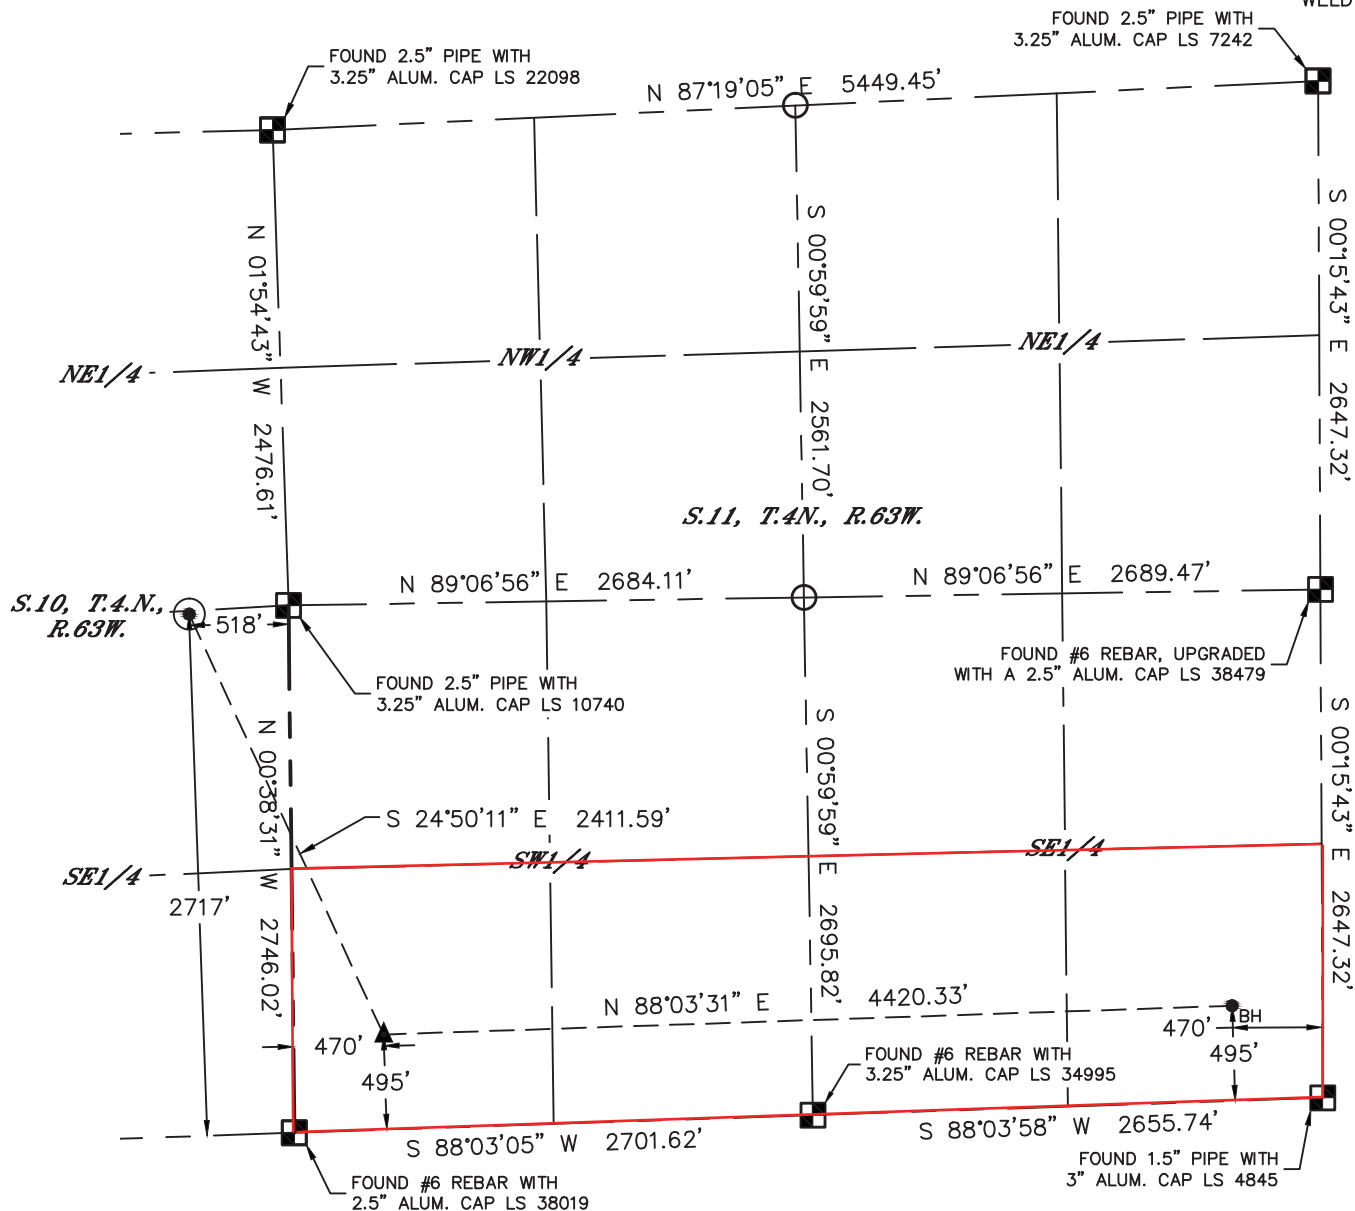 WELD
FOUND 2.5" PIPE WITH
3.25" ALUM. CAP LS 7242
FOUND 2.5" PIPE WITH
3.25" ALUM. CAP LS 22098
N 87°19'05" E 5449.45'
N 01°54'43" W 2476.61'
S 00°59'59" E 2561.70'
S 00°15'43" E 2647.32'
NE1/4
NW1/4
NE1/4
S.11, T.4N., R.63W.
N 89°06'56" E 2684.11'
N 89°06'56" E 2689.47'
S.10, T.4.N.,
R.63W.
518'
FOUND #6 REBAR, UPGRADED
WITH A 2.5" ALUM. CAP LS 38479
FOUND 2.5" PIPE WITH
3.25" ALUM. CAP LS 10740
N 00°38'31" W 2746.02'
S 00°59'59" E 2695.82'
S 00°15'43" E 2647.32'
S 24°50'11" E 2411.59'
SE1/4
SW1/4
SE1/4
2717'
N 88°03'31" E 4420.33'
BH
470'
470'
495'
495'
FOUND #6 REBAR WITH
3.25" ALUM. CAP LS 34995
S 88°03'05" W 2701.62'
S 88°03'58" W 2655.74'
FOUND #6 REBAR WITH
2.5" ALUM. CAP LS 38019
FOUND 1.5" PIPE WITH
3" ALUM. CAP LS 4845